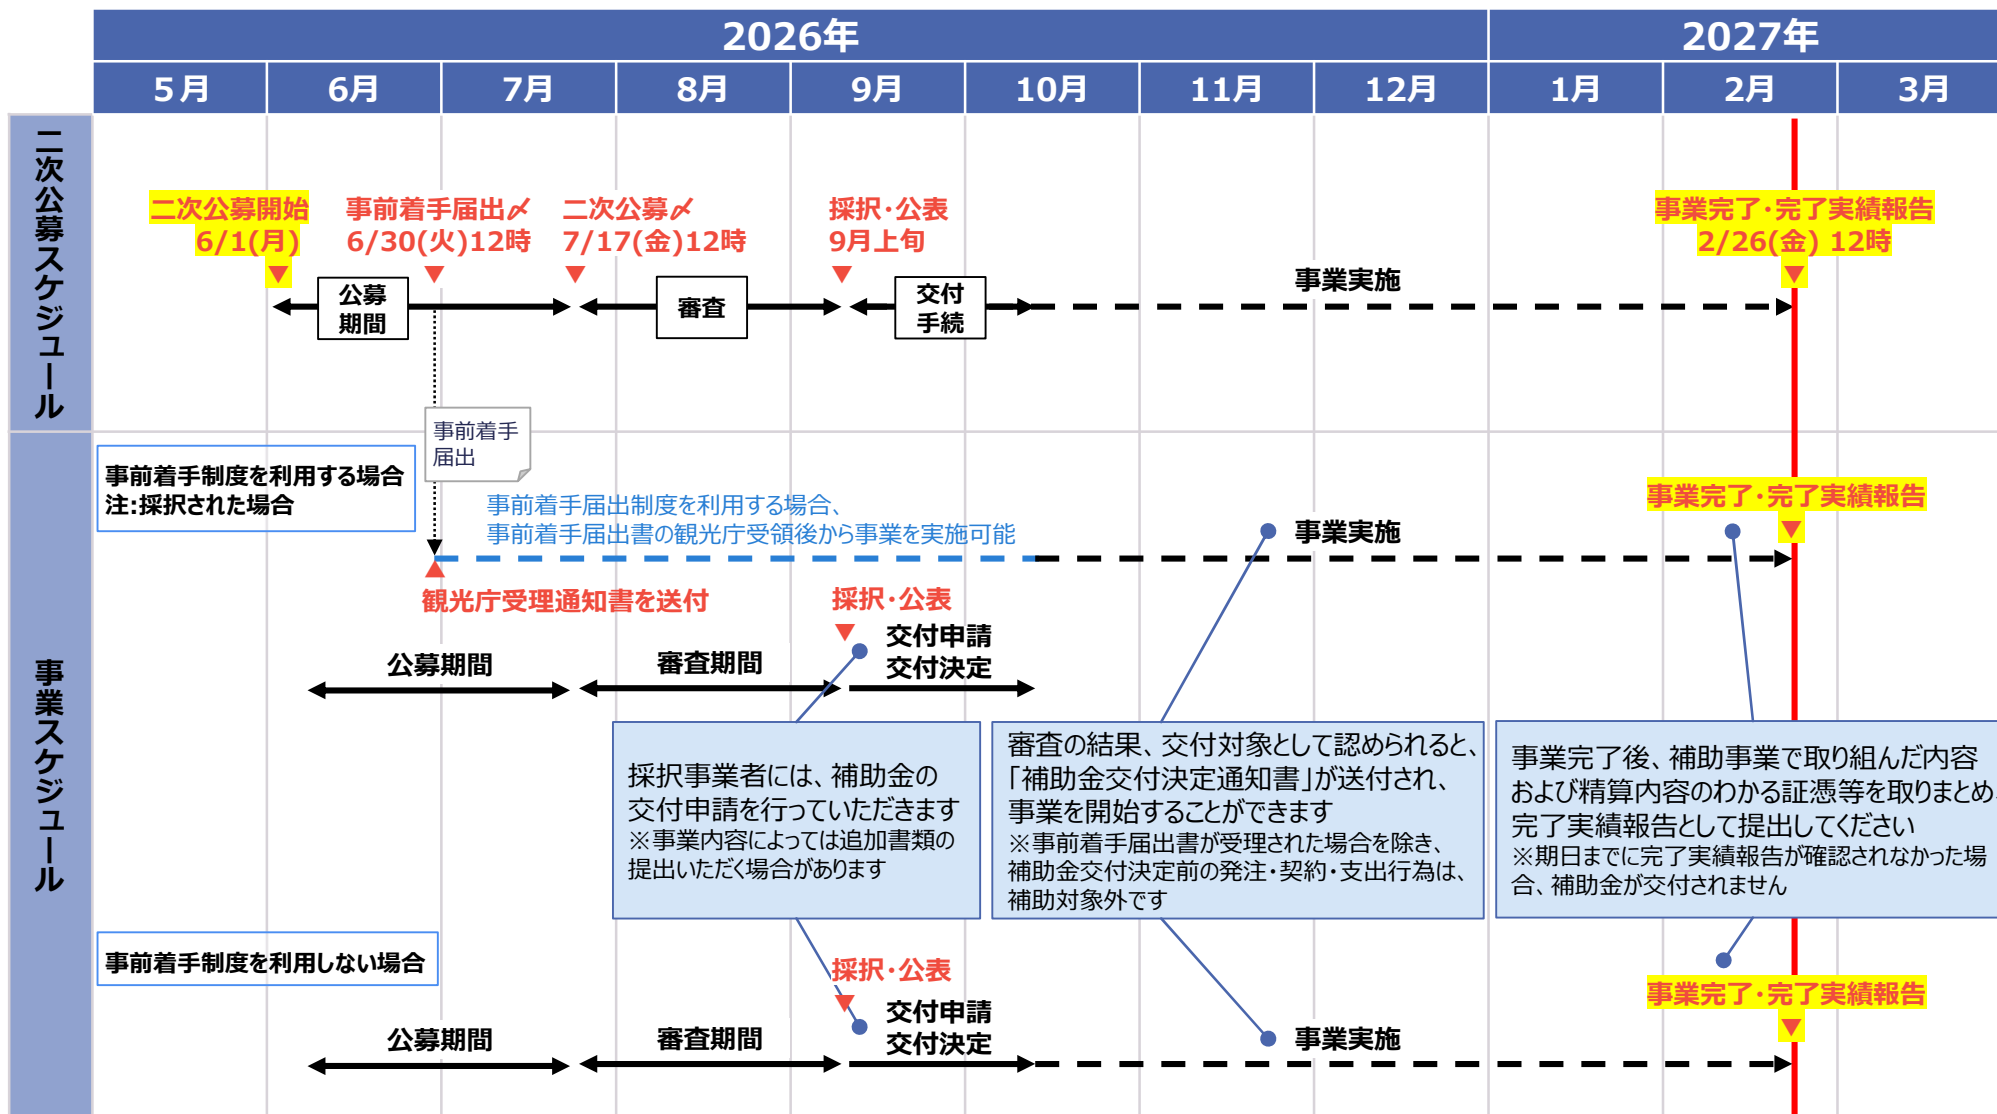 2026年
2027年
5月
6月
7月
8月
9月
10月
11月
12月
1月
2月
3月
二次公募スケジュール
二次公募開始
6/1(月)
事前着手届出〆
6/30(火)12時
二次公募〆
7/17(金)12時
採択・公表
9月上旬
事業完了・完了実績報告
2/26(金) 12時
公募
期間
審査
交付
手続
事業実施
事業スケジュール
事前着手
届出
事前着手制度を利用する場合
注:採択された場合
事前着手届出制度を利用する場合、
事前着手届出書の観光庁受領後から事業を実施可能
事業実施
事業完了・完了実績報告
観光庁受理通知書を送付
採択・公表
公募期間
審査期間
交付申請
交付決定
採択事業者には、補助金の
交付申請を行っていただきます
※事業内容によっては追加書類の
提出いただく場合があります
審査の結果、交付対象として認められると、
「補助金交付決定通知書」が送付され、
事業を開始することができます
※事前着手届出書が受理された場合を除き、
補助金交付決定前の発注・契約・支出行為は、
補助対象外です
事業完了後、補助事業で取り組んだ内容
および精算内容のわかる証憑等を取りまとめ、
完了実績報告として提出してください
※期日までに完了実績報告が確認されなかった場
合、補助金が交付されません
事前着手制度を利用しない場合
採択・公表
公募期間
審査期間
交付申請
交付決定
事業実施
事業完了・完了実績報告